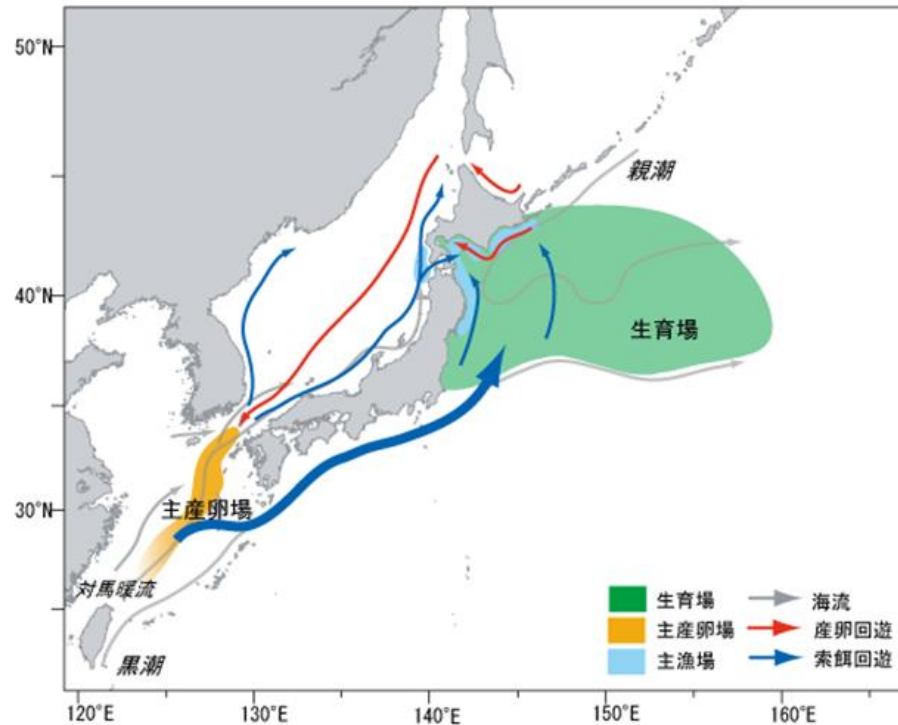 50°N
親潮
40°N
生育場
30°N
主産卵場
対馬暖流
黒潮
生育場
海流
主産卵場
産卵回遊
主漁場
索餌回遊
120°E
130°E
140°E
150°E
160°E